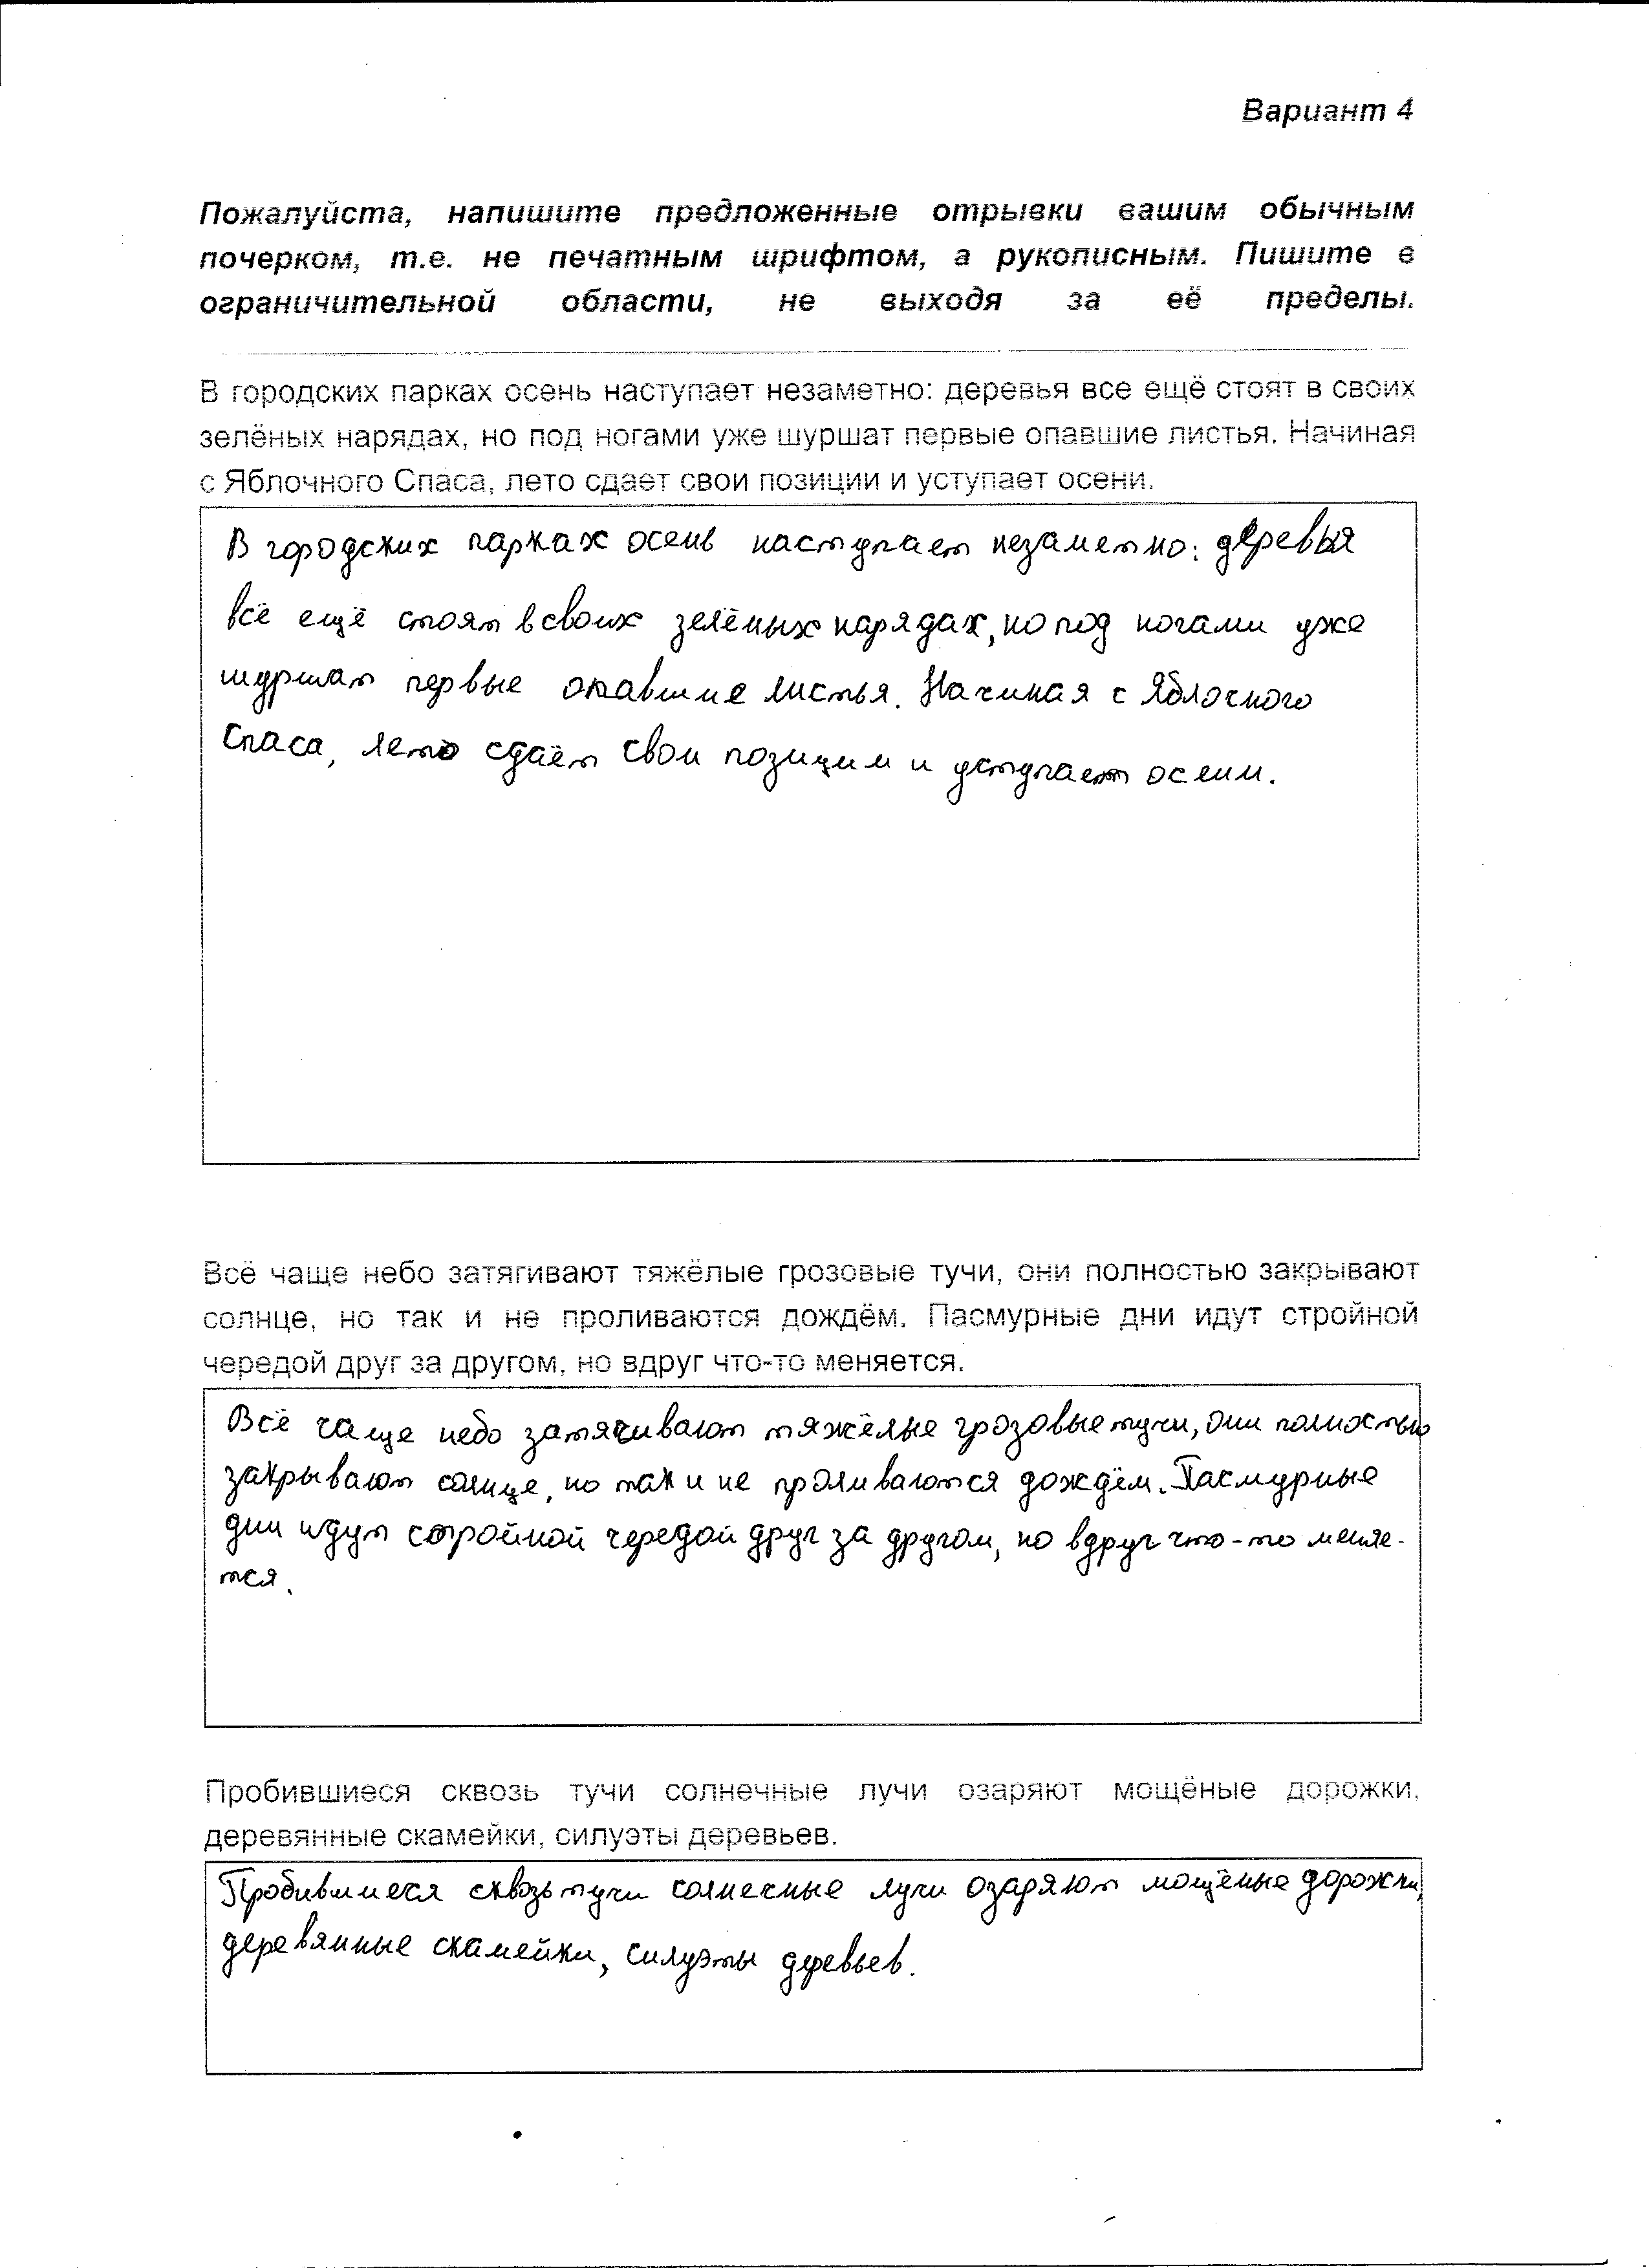 Вариант 4
Пожалуйста, напишите предложенные отрывки вашим обычным
почерком, т.е. не печатным шрифтом, а рукописным. Пишите в
ограничительной области, не выходя за её пределы.
В городских парках осень наступает незаметно: деревья все ещё стоят в своих
зелёных нарядах, но под ногами уже шуршат первые опавшие листья. Начиная
с Яблочного Спаса, лето сдает свои позиции и уступает осени.
В городских парках осень наступает незаметно: деревья
всё ещё стоят в своих зелёных нарядах, но под ногами уже
шуршат первые опавшие листья. Начиная с Яблочного
Спаса, лето сдаёт свои позиции и уступает осени.
Всё чаще небо затягивают тяжёлые грозовые тучи, они полностью закрывают
солнце, но так и не проливаются дождём. Пасмурные дни идут стройной
чередой друг за другом, но вдруг что-то меняется.
Всё чаще небо затягивают тяжёлые грозовые тучи, они полностью
закрывают солнце, но так и не проливаются дождём. Пасмурные
дни идут стройной чередой друг за другом, но вдруг что-то меняе-
тся.
Пробившиеся сквозь тучи солнечные лучи озаряют мощёные дорожки,
деревянные скамейки, силуэты деревьев.
Пробившиеся сквозь тучи солнечные лучи озаряют мощёные дорожки,
деревянные скамейки, силуэты деревьев.